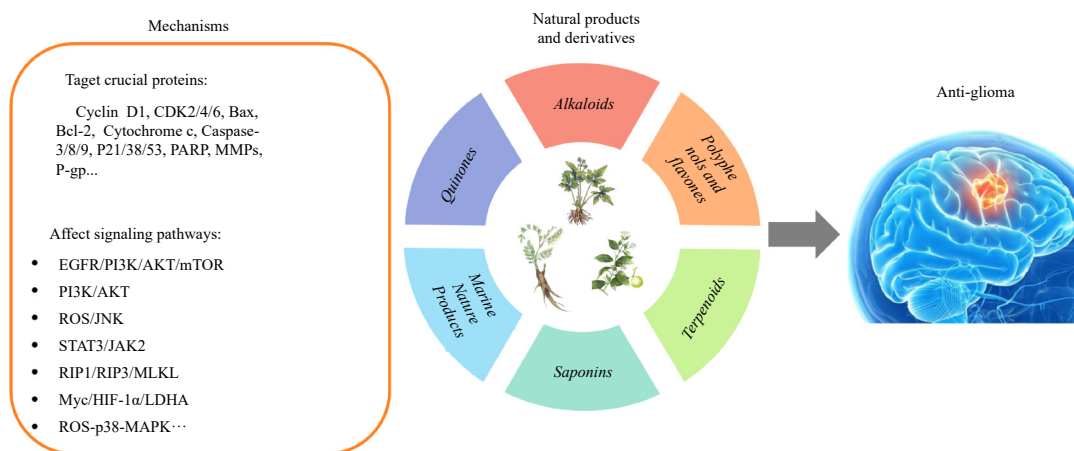 Mechanisms
Taget crucial proteins:
Cyclin D1, CDK2/4/6, Bax,
Bcl-2, Cytochrome c, Caspase-
3/8/9, P21/38/53, PARP, MMPs,
P-gp...
Affect signaling pathways:
• EGFR/PI3K/AKT/mTOR
• PI3K/AKT
• ROS/JNK
• STAT3/JAK2
• RIP1/RIP3/MLKL
• Myc/HIF-1α/LDHA
• ROS-p38-MAPK···
Natural products
and derivatives
Alkaloids
Polyphe
nols and
flavones
Terpenoids
Saponins
Marine
Nature
Products
Quinones
Anti-glioma